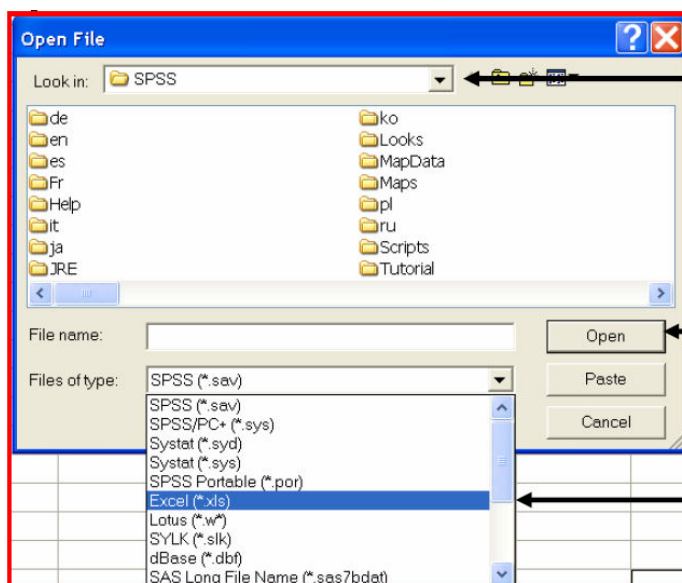 Open File
Look in: SPSS
de
en
es
Fr
Help
it
ja
JRE
ko
Looks
MapData
Maps
pl
ru
Scripts
Tutorial
File name:
Open
Files of type: SPSS (*.sav)
Paste
Cancel
SPSS (*.sav)
SPSS/PC+ (*.sys)
Systat (*.syd)
Systat (*.sys)
SPSS Portable (*.por)
Excel (*.xls)
Lotus (*.w*)
SYLK (*.slk)
dBase (*.dbf)
SAS Long File Name (*.sas7bdat)